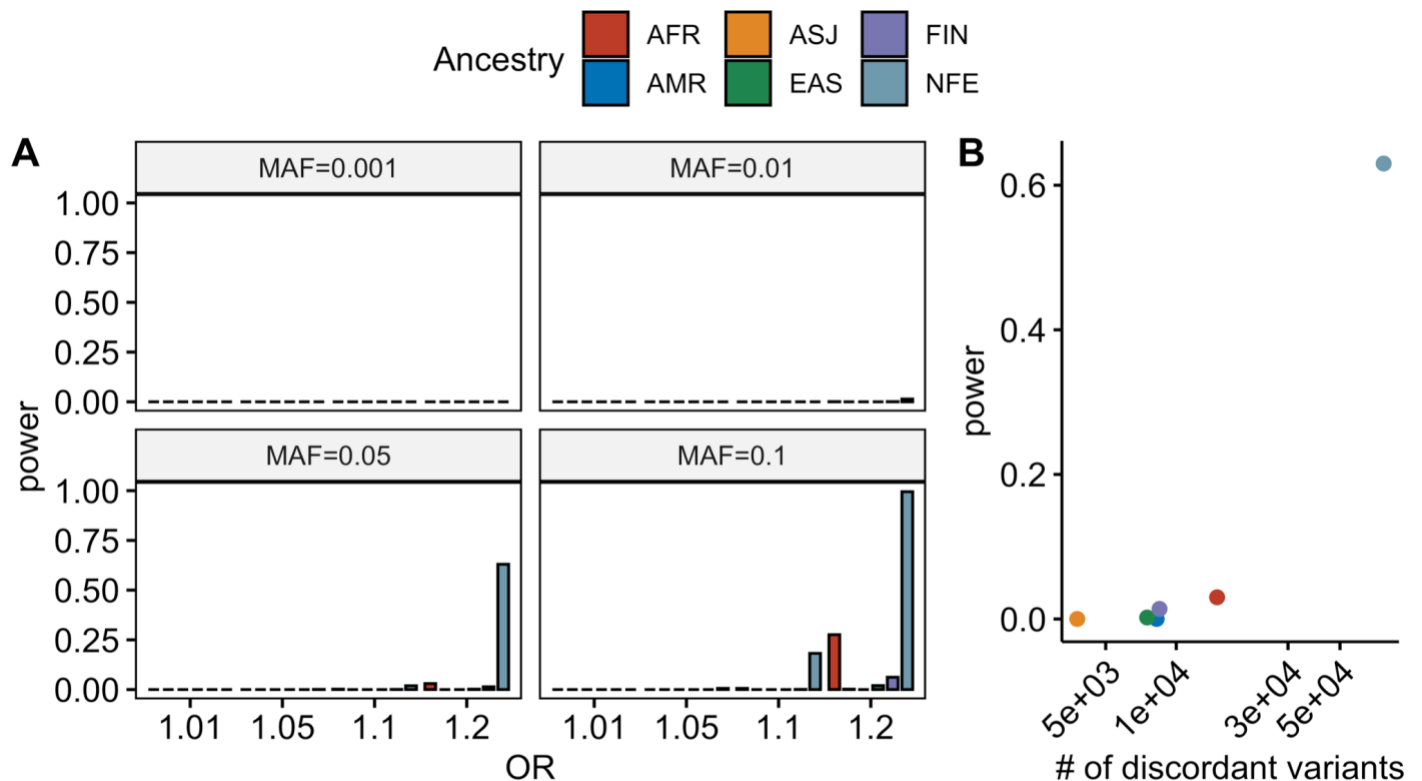 Ancestry
AFR ASJ FIN
AMR EAS NFE
A
MAF=0.001 MAF=0.01
1.00
0.75
0.50
0.25
0.00
power
MAF=0.05 MAF=0.1
1.00
0.75
0.50
0.25
0.00
1.01 1.05 1.1 1.2 1.01 1.05 1.1 1.2
OR
B
0.6
0.4
0.2
0.0
power
5e+03 1e+04 3e+04 5e+04
# of discordant variants